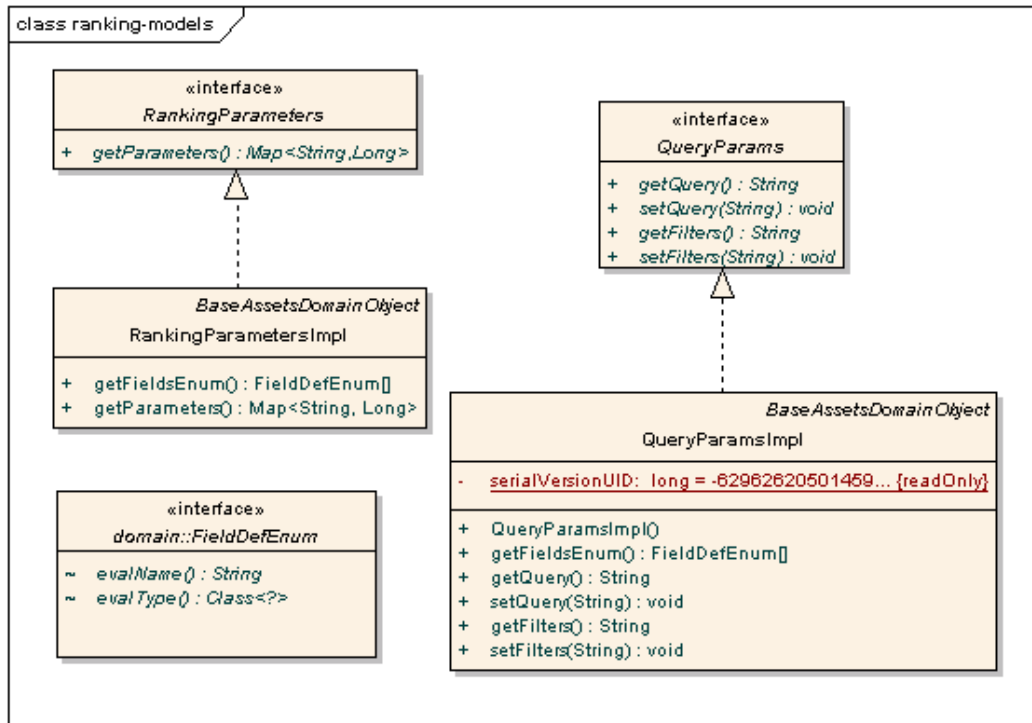 class ranking-models
«interface»
RankingParameters
+ getParameters() : Map<String,Long>
BaseAssetsDomainObject
RankingParametersImpl
+ getFieldsEnum() : FieldDefEnum[]
+ getParameters() : Map<String, Long>
«interface»
domain::FieldDefEnum
~ evalName() : String
~ evalType() : Class<?>
«interface»
QueryParams
+ getQuery() : String
+ setQuery(String) : void
+ getFilters() : String
+ setFilters(String) : void
BaseAssetsDomainObject
QueryParamsImpl
- serialVersionUID: long = -62962620501459... {readOnly}
+ QueryParamsImpl()
+ getFieldsEnum() : FieldDefEnum[]
+ getQuery() : String
+ setQuery(String) : void
+ getFilters() : String
+ setFilters(String) : void